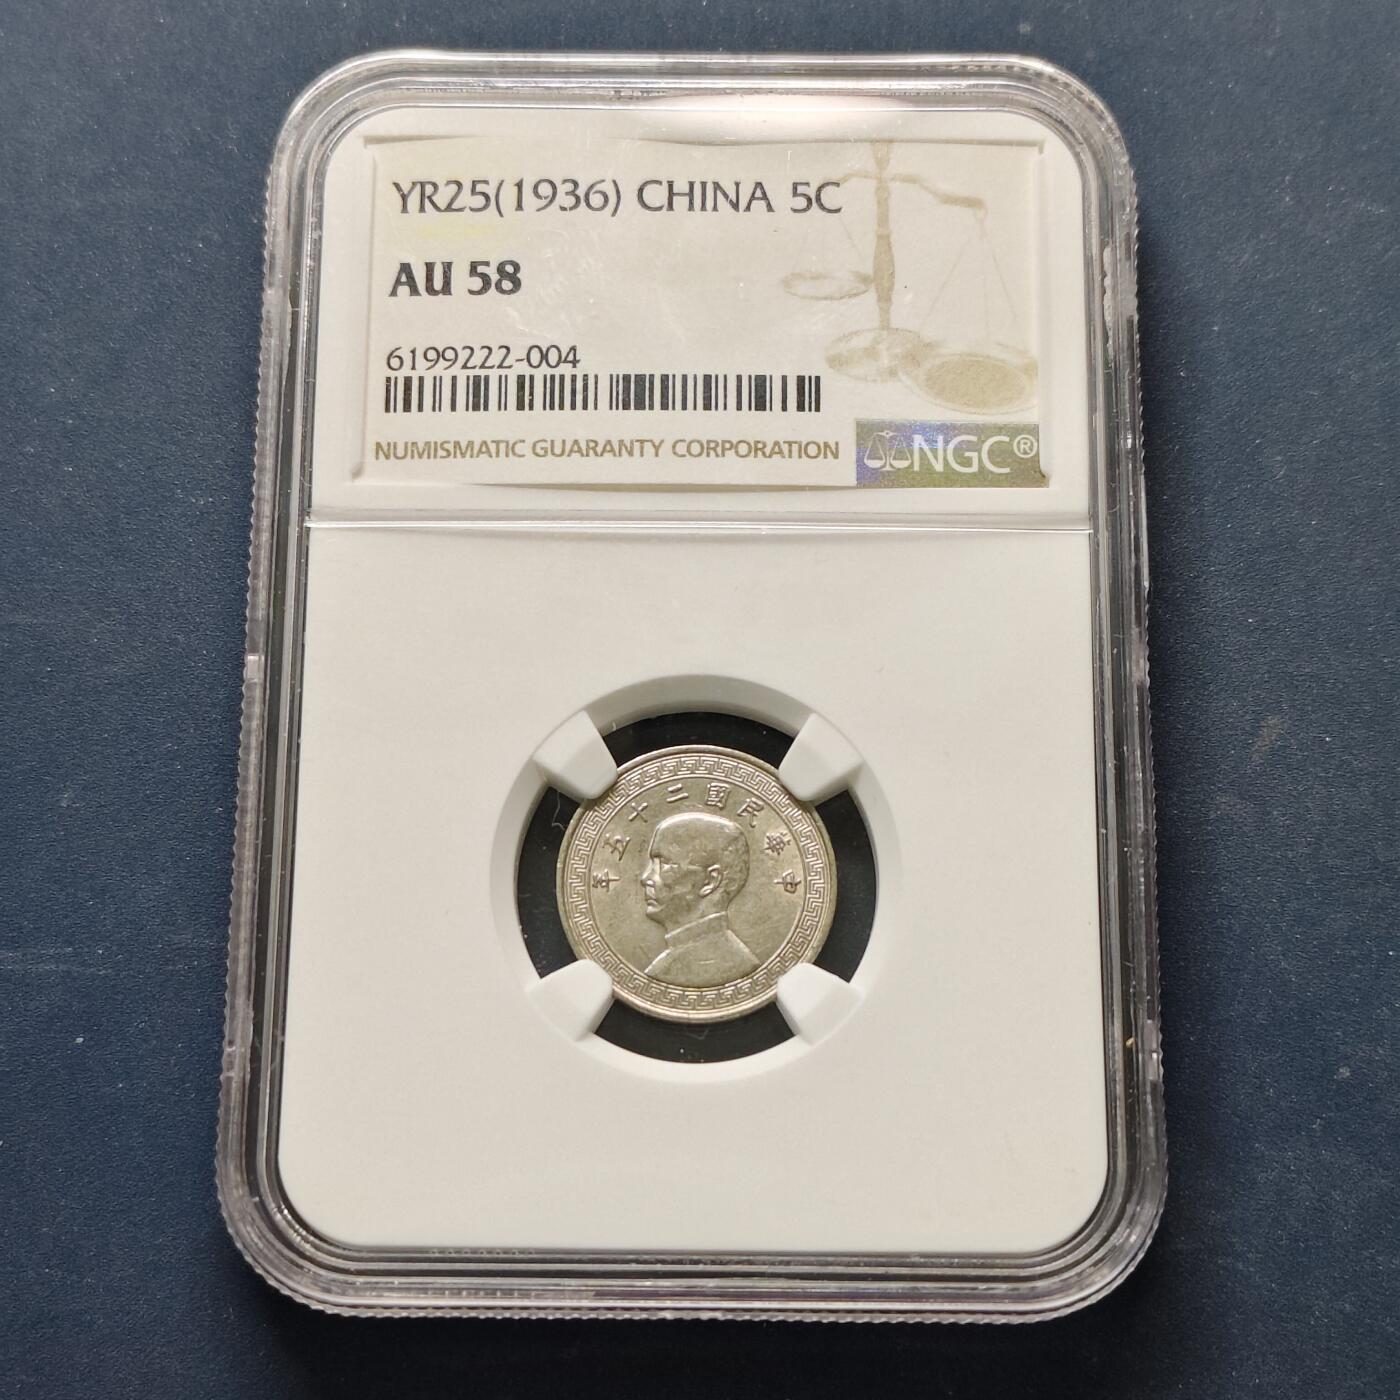 YR25(1936) CHINA 5C
AU 58
6199222-004
NUMISMATIC GUARANTY CORPORATION
NGC®
年五十二國民華中